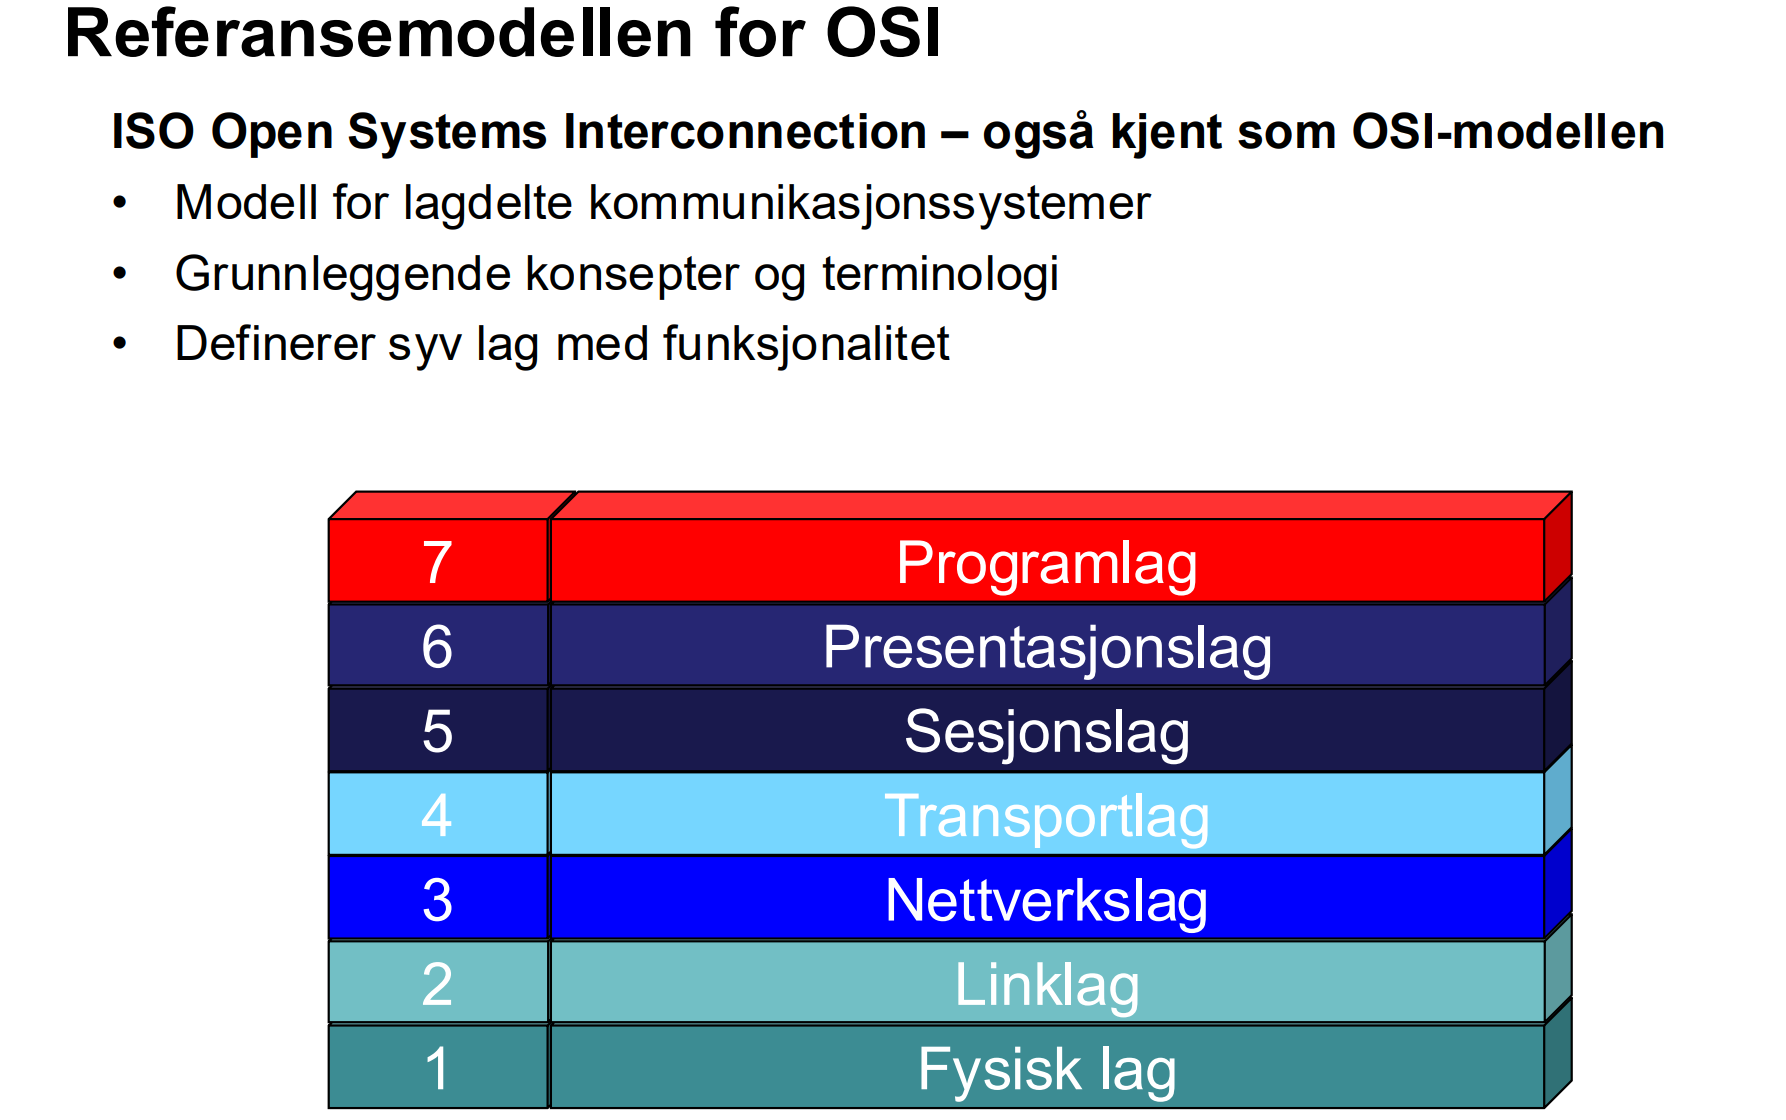 Referansemodellen for OSI
ISO Open Systems Interconnection – også kjent som OSI-modellen
• Modell for lagdelte kommunikasjonssystemer
• Grunnleggende konsepter og terminologi
• Definerer syv lag med funksjonalitet
7 Programlag
6 Presentasjonslag
5 Sesjonslag
4 Transportlag
3 Nettverkslag
2 Linklag
1 Fysisk lag